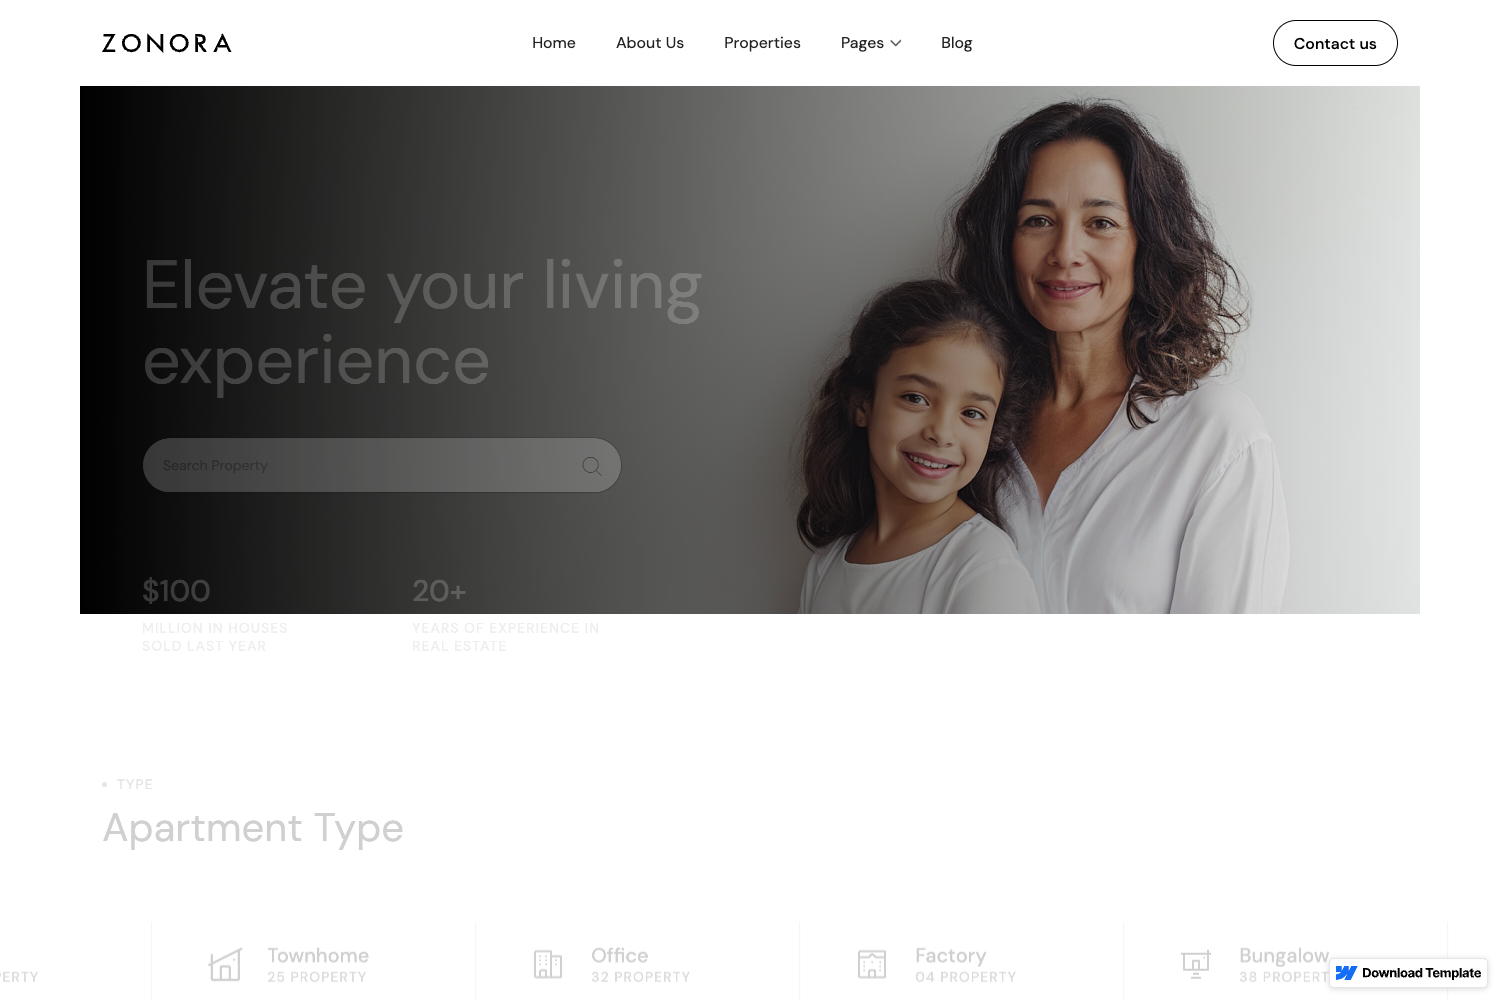 ZONORA
Home
About Us
Properties
Pages
Blog
Contact us
Elevate your living
experience
Search Property
$100
MILLION IN HOUSES
SOLD LAST YEAR
20+
YEARS OF EXPERIENCE IN
REAL ESTATE
TYPE
Apartment Type
ERTY
Townhome
25 PROPERTY
Office
32 PROPERTY
Factory
04 PROPERTY
Bungalow
38 PROPERT
Download Template